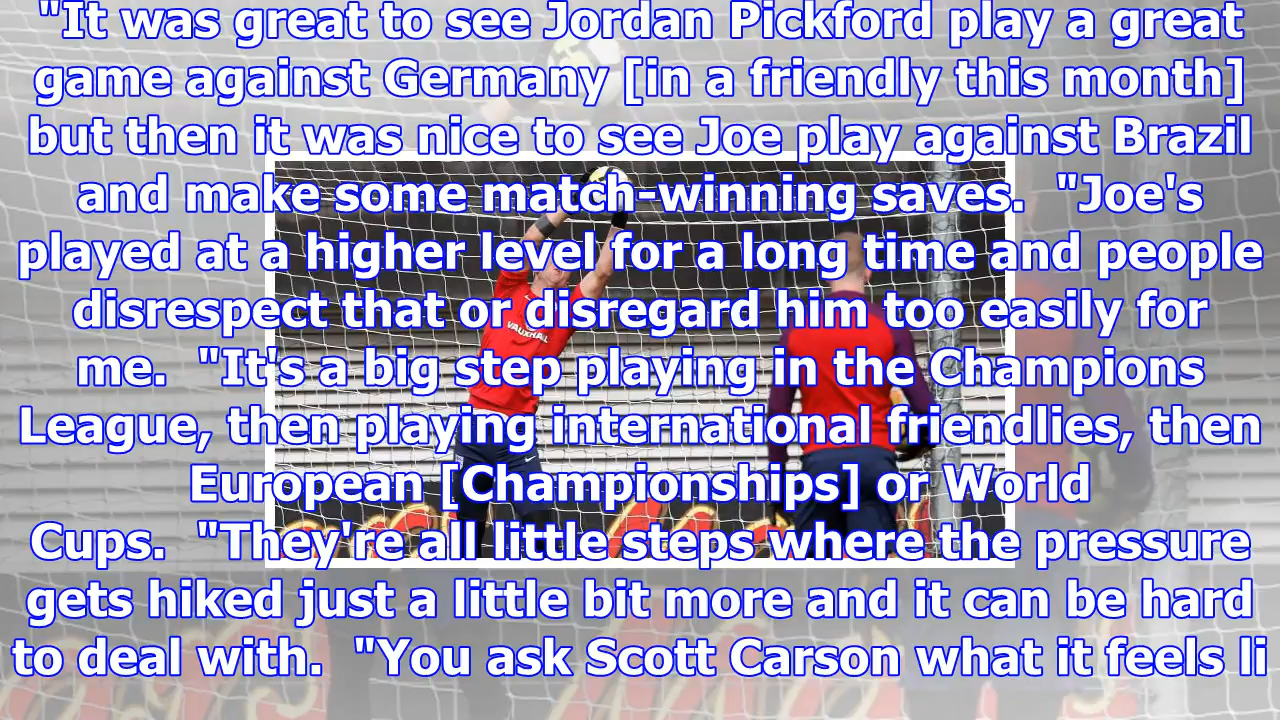 "It was great to see Jordan Pickford play a great
game against Germany [in a friendly this month]
but then it was nice to see Joe play against Brazil
and make some match-winning saves.  "Joe's
played at a higher level for a long time and people
disrespect that or disregard him too easily for
me.  "It's a big step playing in the Champions
League, then playing international friendlies, then
European [Championships] or World
Cups.  "They're all little steps where the pressure
gets hiked just a little bit more and it can be hard
to deal with.  "You ask Scott Carson what it feels li
VAUXHALL